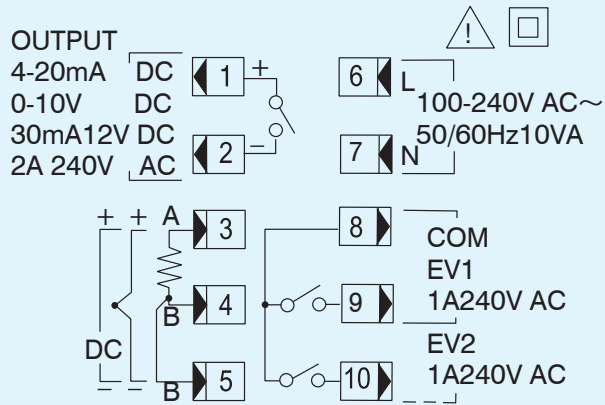 OUTPUT
4-20mA DC
0-10V DC
30mA12V DC
2A 240V AC
1 +
2 −
6 L
7 N
100-240V AC～
50/60Hz10VA
!
+ + A 3
B 4
DC
− − B 5
8 COM
9 EV1
1A240V AC
10 EV2
1A240V AC